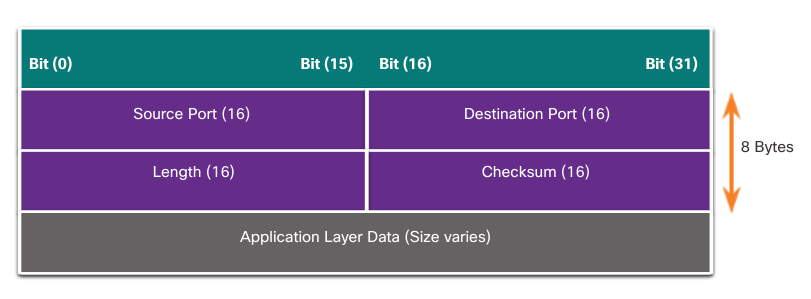 Bit (0) Bit (15) Bit (16) Bit (31)
Source Port (16) Destination Port (16)
8 Bytes
Length (16) Checksum (16)
Application Layer Data (Size varies)